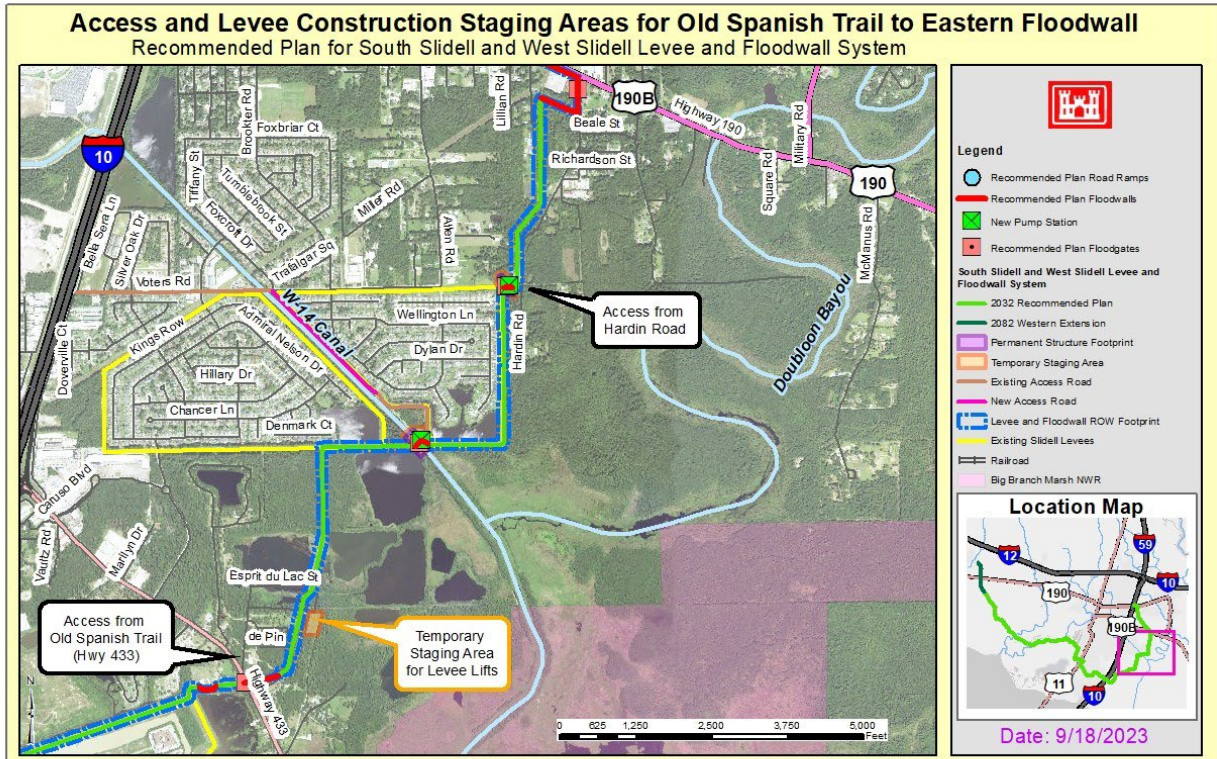 Access and Levee Construction Staging Areas for Old Spanish Trail to Eastern Floodwall
Recommended Plan for South Slidell and West Slidell Levee and Floodwall System
10
Bella Sera Ln
Silver Oak Dr
Tiffany St
Brookter Rd
Foxbriar Ct
Tumblebrook St
Foxcroft Dr
Trafalgar Sq
Voters Rd
Miller Rd
Allen Rd
Lillian Rd
190B
Highway 190
Beale St
Richardson St
Military Rd
Square Rd
190
McManus Rd
Doverville Ct
Kings Row
W-14 Canal
Admiral Nelson Dr
Wellington Ln
Dylan Dr
Hardin Rd
Access from
Hardin Road
Doubloon Bayou
Hillary Dr
Chancer Ln
Denmark Ct
Caruso Blvd
Vaultz Rd
Marilyn Dr
Esprit du Lac St
de Pin
Access from
Old Spanish Trail
(Hwy 433)
Temporary
Staging Area
for Levee Lifts
Highway 433
N
0 625 1,250 2,500 3,750 5,000
Feet
Legend
Recommended Plan Road Ramps
Recommended Plan Floodwalls
New Pump Station
Recommended Plan Floodgates
South Slidell and West Slidell Levee and
Floodwall System
2032 Recommended Plan
2082 Western Extension
Permanent Structure Footprint
Temporary Staging Area
Existing Access Road
New Access Road
Levee and Floodwall ROW Footprint
Existing Slidell Levees
Railroad
Big Branch Marsh NWR
Location Map
12
59
10
190
190B
11
10
Date: 9/18/2023